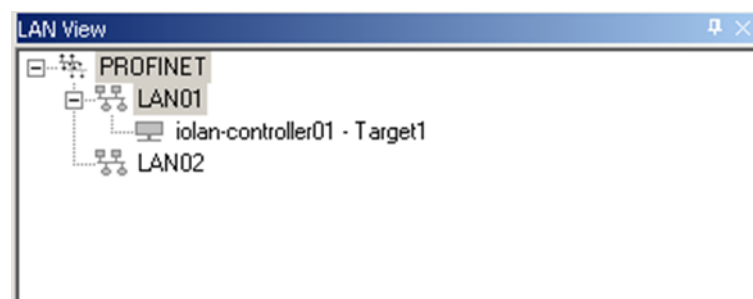 LAN View
PROFINET
LAN01
iolan-controller01 - Target1
LAN02